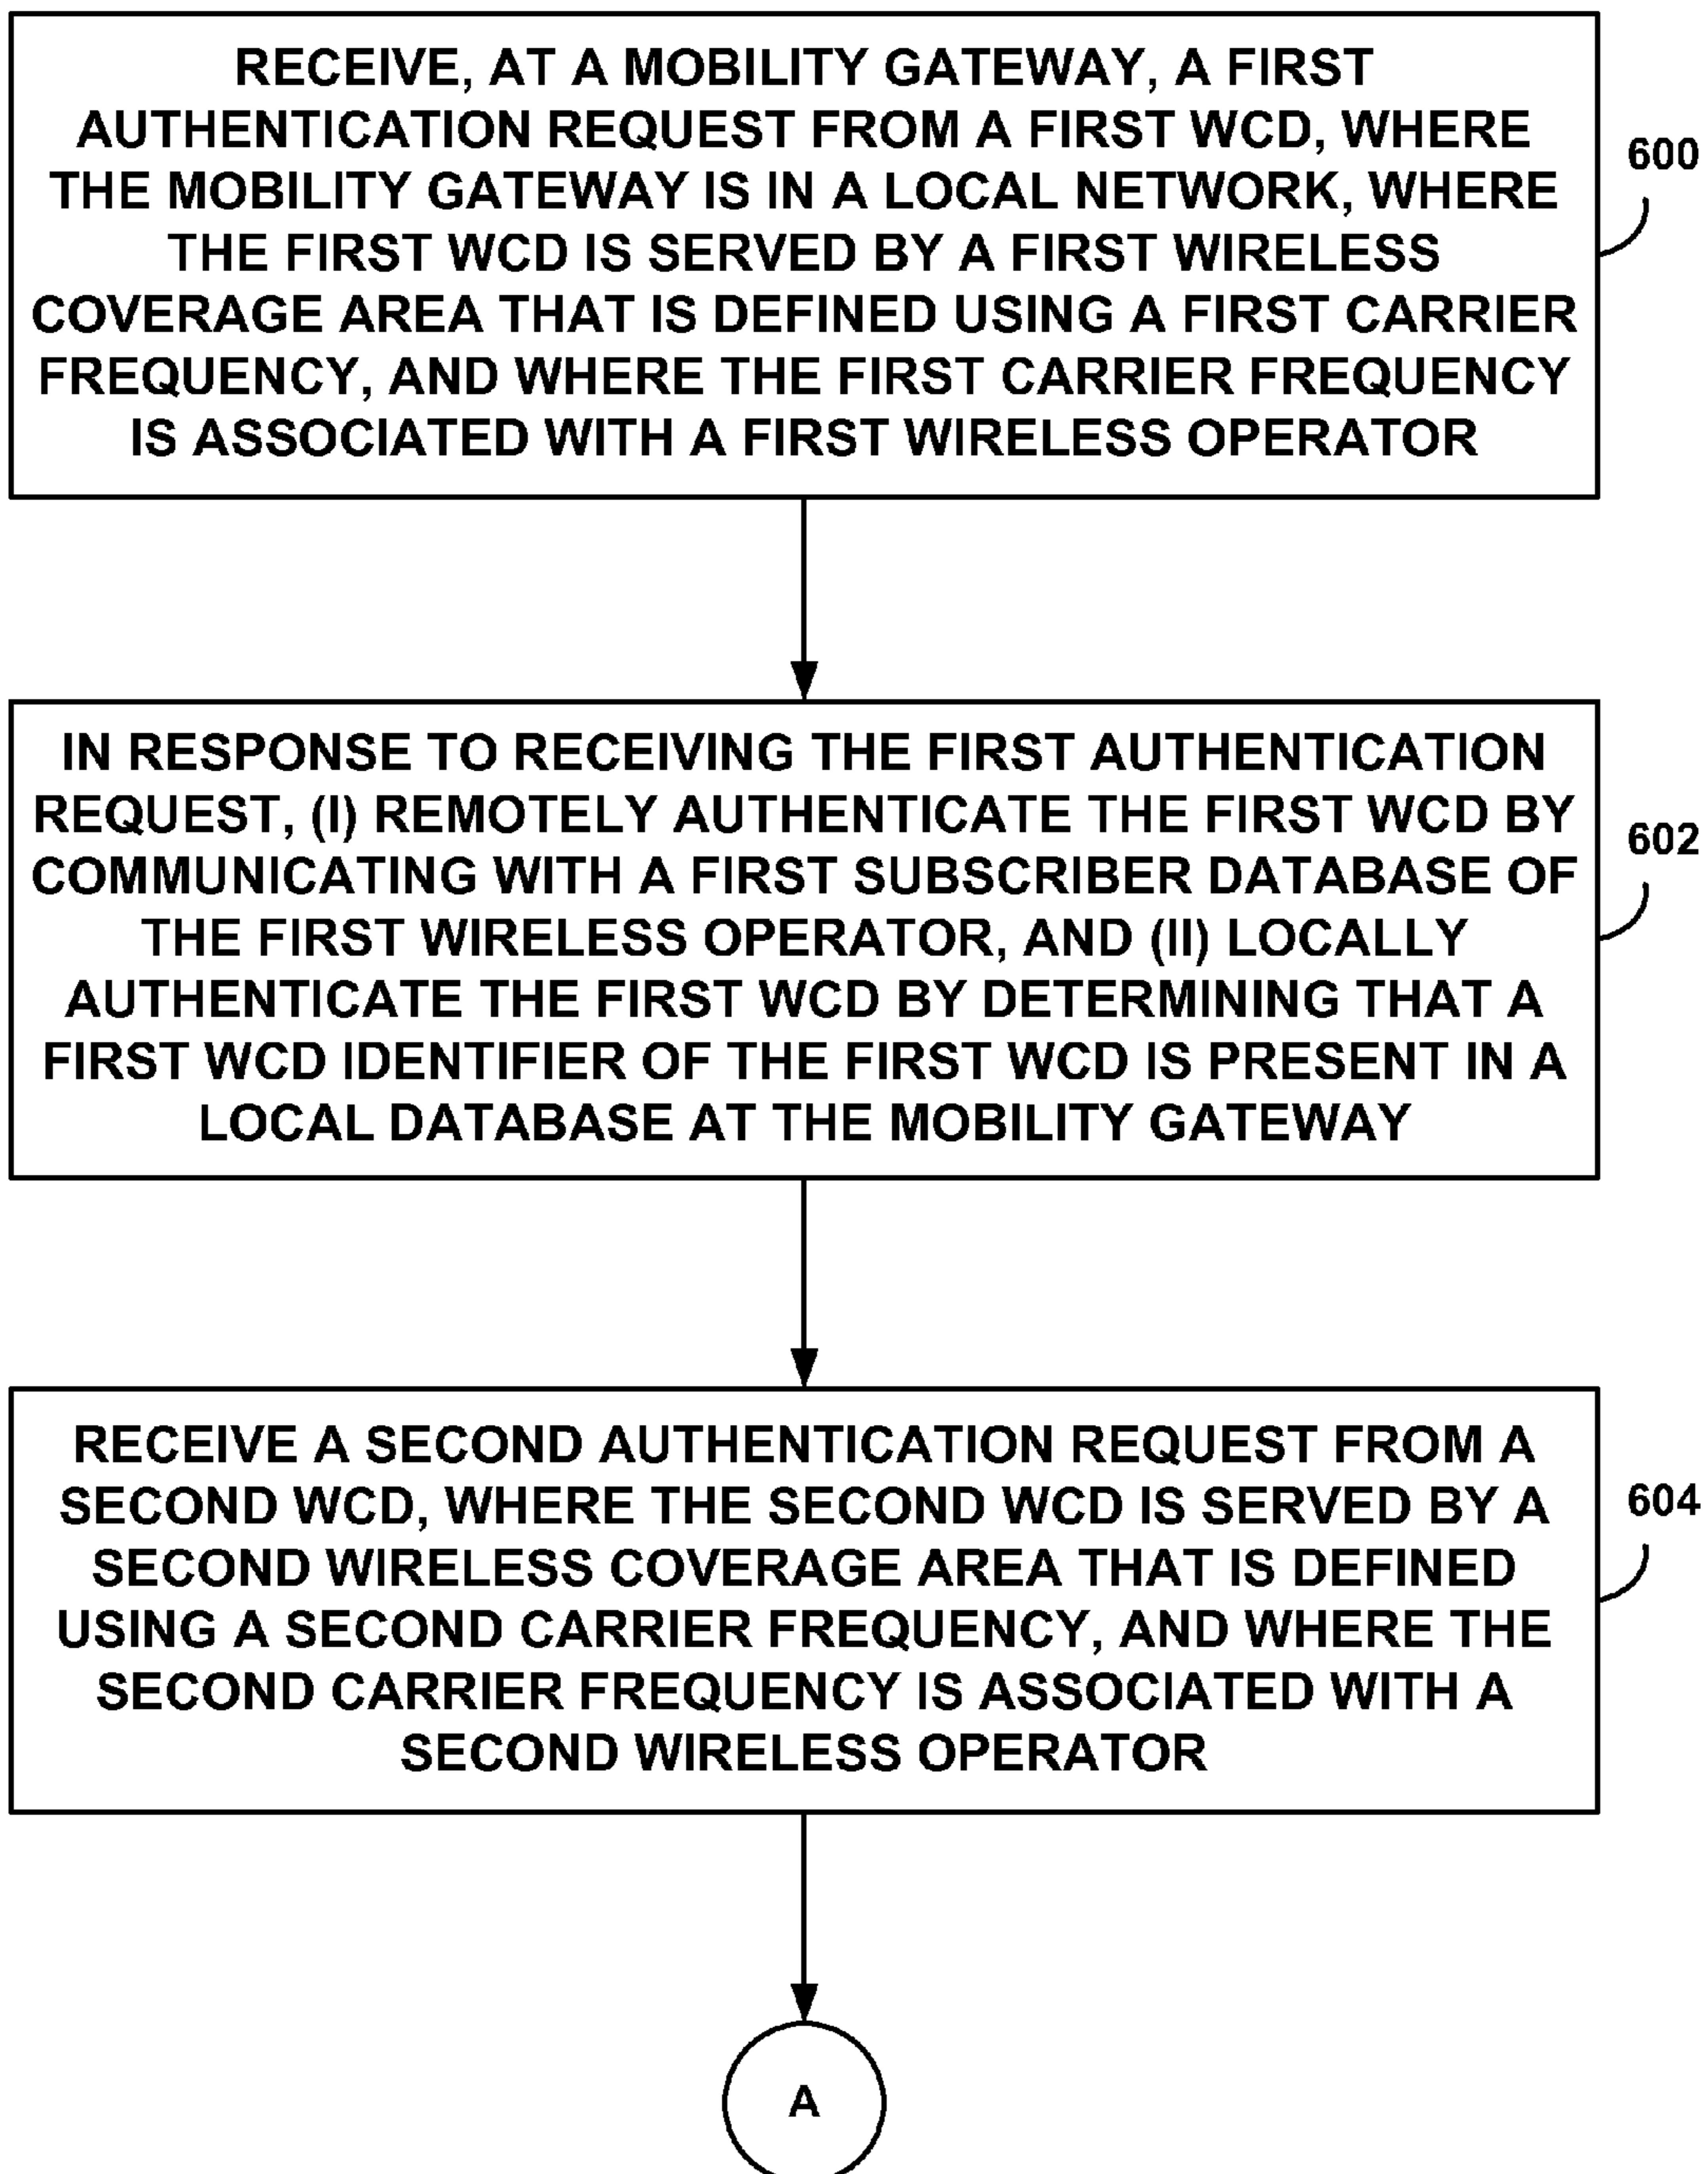 RECEIVE, AT A MOBILITY GATEWAY, A FIRST
AUTHENTICATION REQUEST FROM A FIRST WCD, WHERE
THE MOBILITY GATEWAY IS IN A LOCAL NETWORK, WHERE
THE FIRST WCD IS SERVED BY A FIRST WIRELESS
COVERAGE AREA THAT IS DEFINED USING A FIRST CARRIER
FREQUENCY, AND WHERE THE FIRST CARRIER FREQUENCY
IS ASSOCIATED WITH A FIRST WIRELESS OPERATOR
600
IN RESPONSE TO RECEIVING THE FIRST AUTHENTICATION
REQUEST, (I) REMOTELY AUTHENTICATE THE FIRST WCD BY
COMMUNICATING WITH A FIRST SUBSCRIBER DATABASE OF
THE FIRST WIRELESS OPERATOR, AND (II) LOCALLY
AUTHENTICATE THE FIRST WCD BY DETERMINING THAT A
FIRST WCD IDENTIFIER OF THE FIRST WCD IS PRESENT IN A
LOCAL DATABASE AT THE MOBILITY GATEWAY
602
RECEIVE A SECOND AUTHENTICATION REQUEST FROM A
SECOND WCD, WHERE THE SECOND WCD IS SERVED BY A
SECOND WIRELESS COVERAGE AREA THAT IS DEFINED
USING A SECOND CARRIER FREQUENCY, AND WHERE THE
SECOND CARRIER FREQUENCY IS ASSOCIATED WITH A
SECOND WIRELESS OPERATOR
604
A